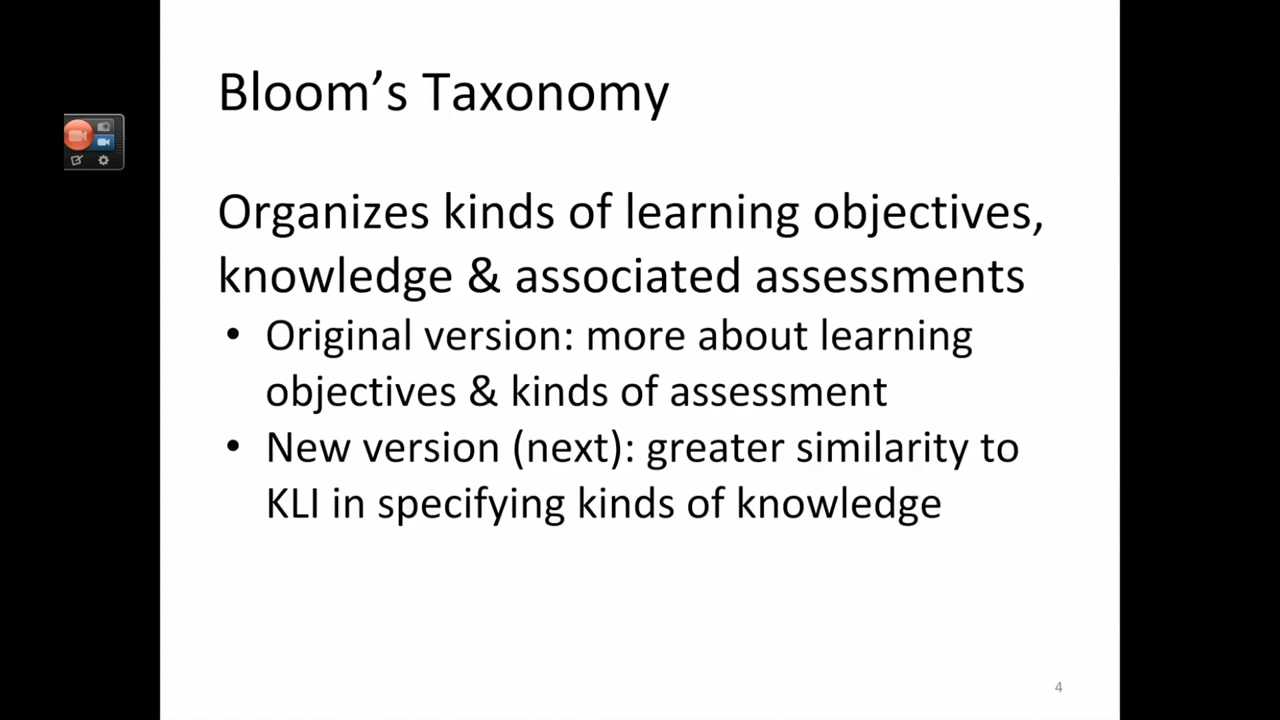 Bloom’s Taxonomy
Organizes kinds of learning objectives,
knowledge & associated assessments
• Original version: more about learning
objectives & kinds of assessment
• New version (next): greater similarity to
KLI in specifying kinds of knowledge
4